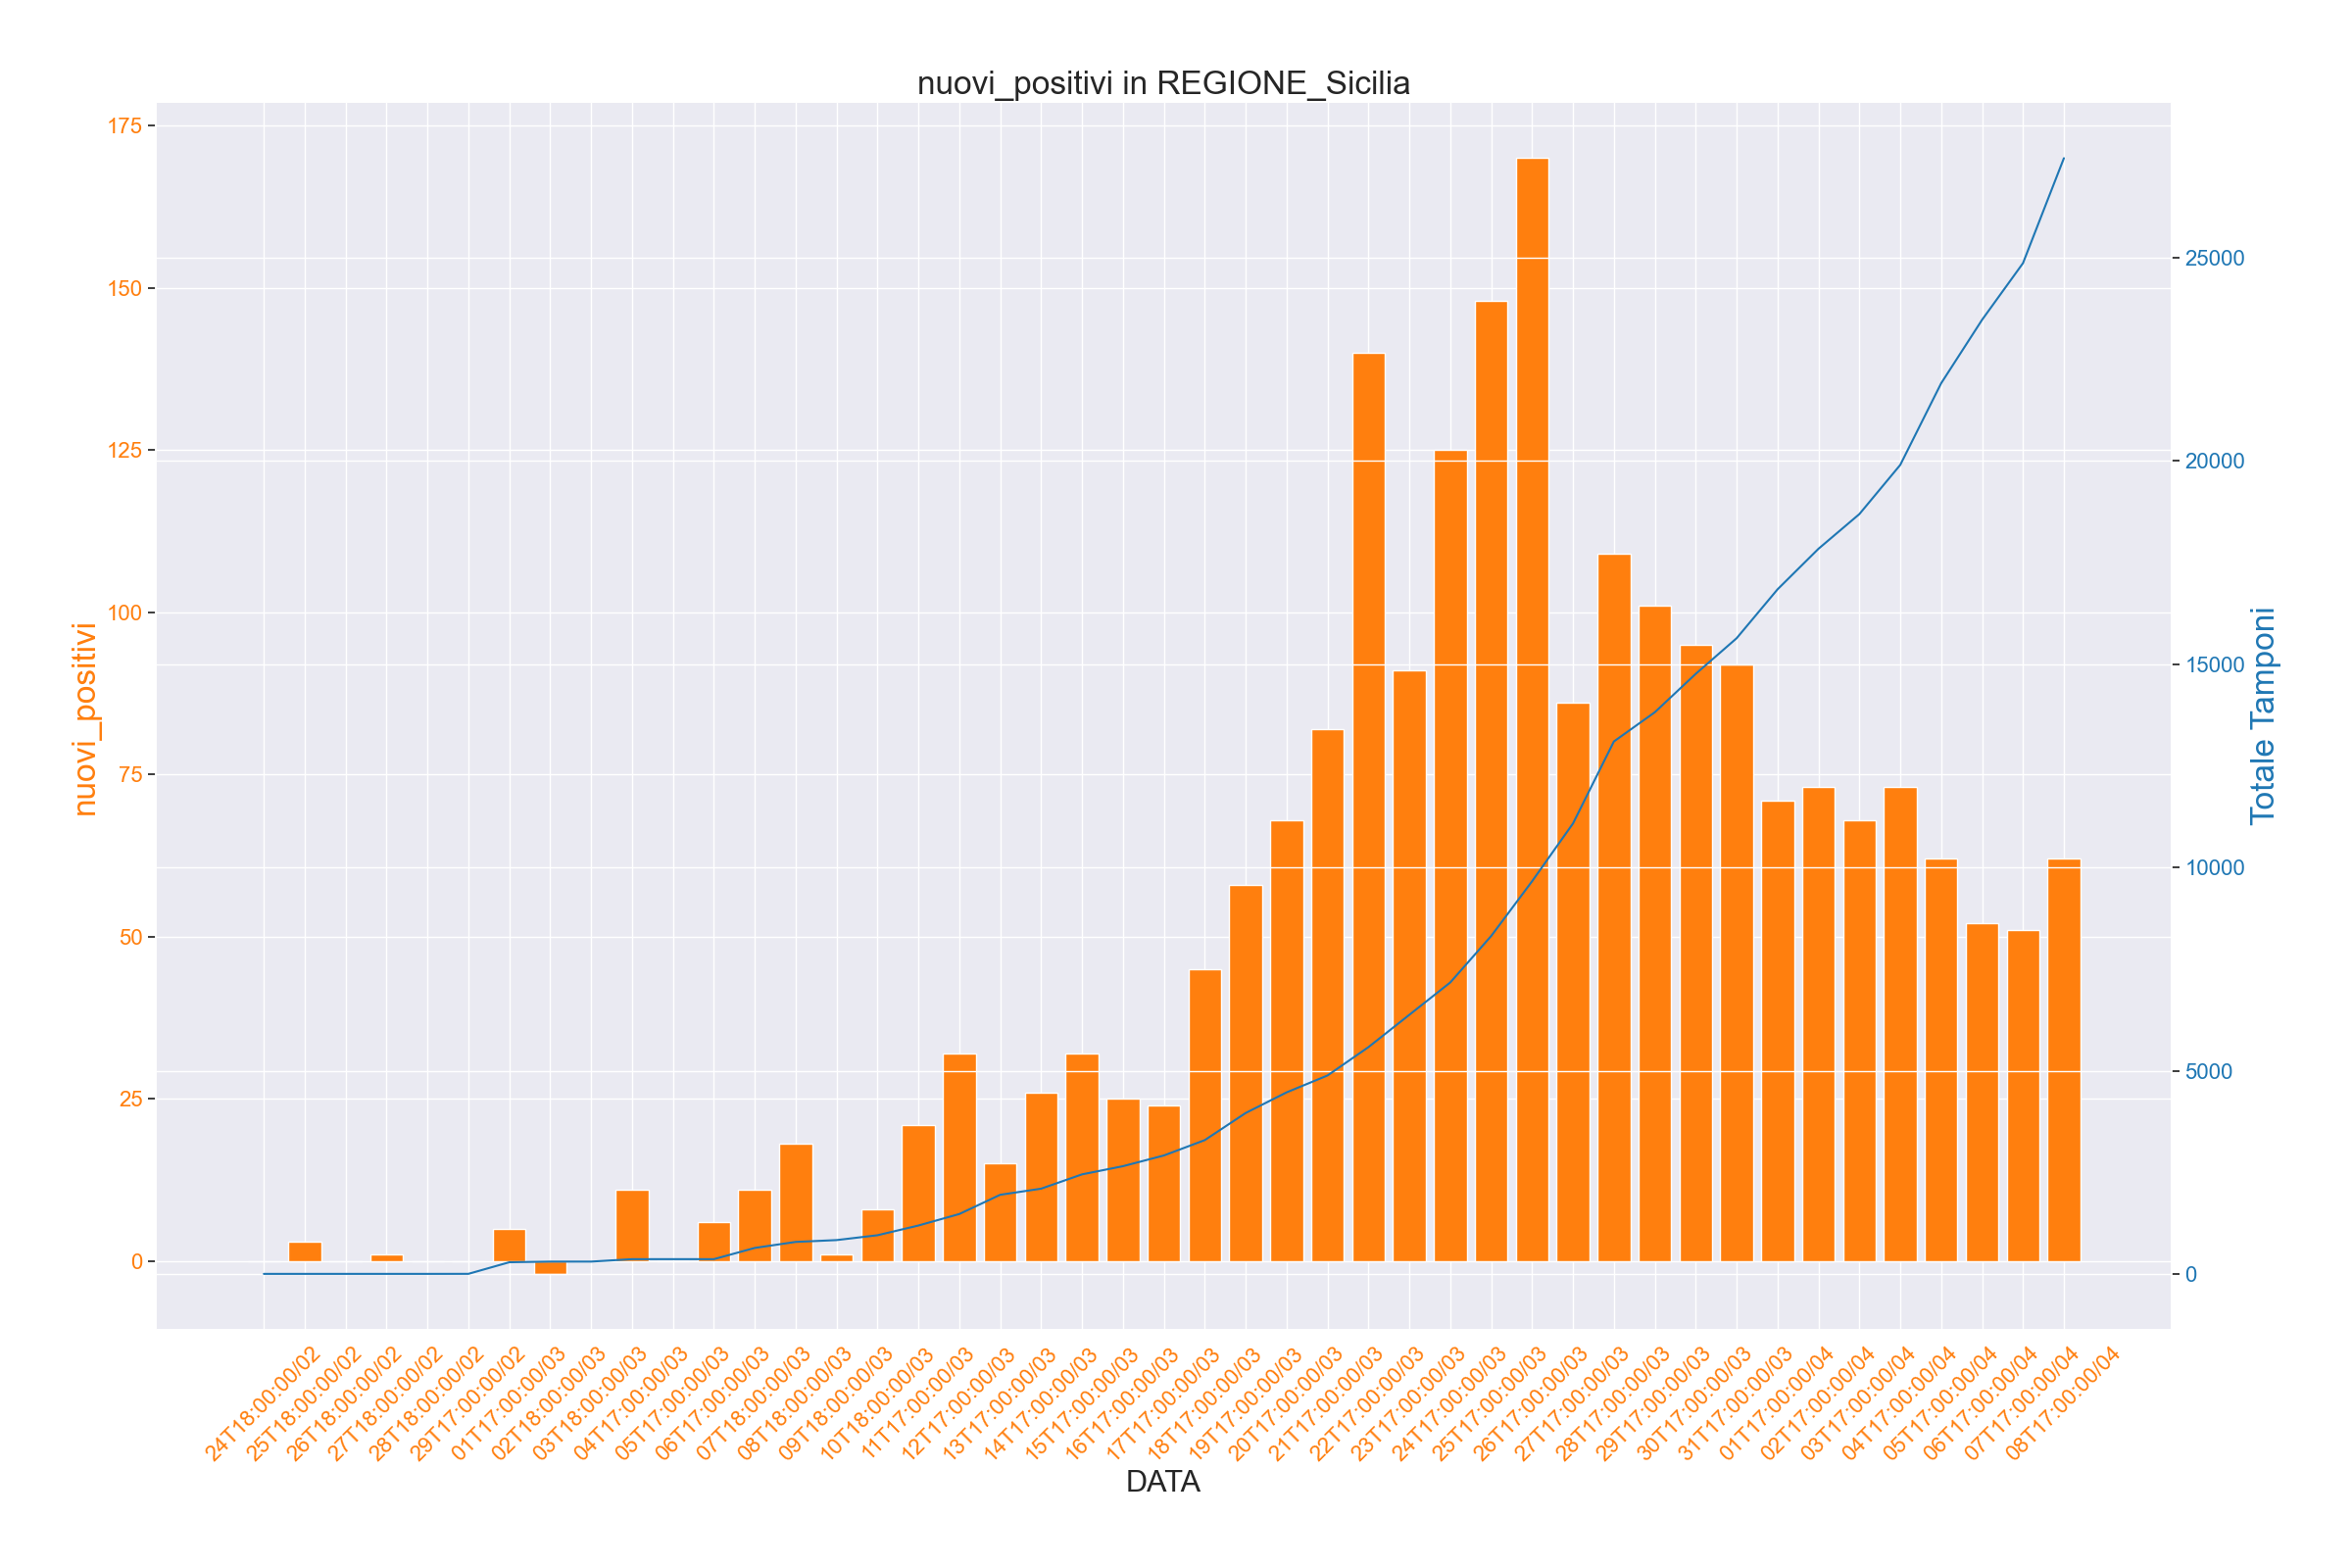 nuovi_positivi in REGIONE_Sicilia
175
150
125
100
75
50
25
0
nuovi_positivi
25000
20000
15000
10000
5000
0
Totale Tamponi
24T18:00:00/02
25T18:00:00/02
26T18:00:00/02
27T18:00:00/02
28T18:00:00/02
29T17:00:00/02
01T17:00:00/03
02T18:00:00/03
03T18:00:00/03
04T17:00:00/03
05T17:00:00/03
06T17:00:00/03
07T18:00:00/03
08T18:00:00/03
09T18:00:00/03
10T18:00:00/03
11T17:00:00/03
12T17:00:00/03
13T17:00:00/03
14T17:00:00/03
15T17:00:00/03
16T17:00:00/03
17T17:00:00/03
18T17:00:00/03
19T17:00:00/03
20T17:00:00/03
21T17:00:00/03
22T17:00:00/03
23T17:00:00/03
24T17:00:00/03
25T17:00:00/03
26T17:00:00/03
27T17:00:00/03
28T17:00:00/03
29T17:00:00/03
30T17:00:00/03
31T17:00:00/03
01T17:00:00/04
02T17:00:00/04
03T17:00:00/04
04T17:00:00/04
05T17:00:00/04
06T17:00:00/04
07T17:00:00/04
08T17:00:00/04
DATA